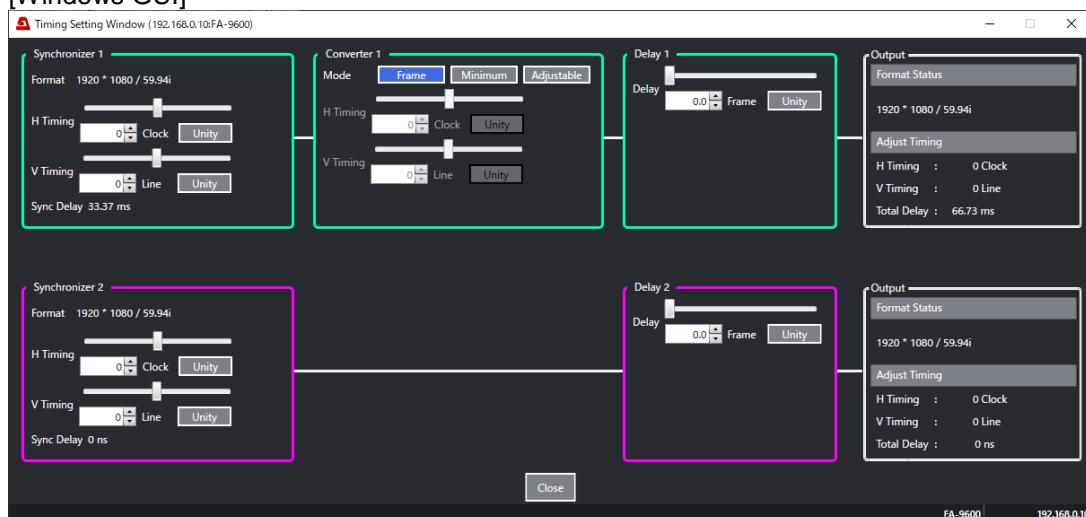 [Windows GUI]
Timing Setting Window (192.168.0.10:FA-9600)
Synchronizer 1
Format 1920 * 1080 / 59.94i
H Timing
0 Clock Unity
V Timing
0 Line Unity
Sync Delay 33.37 ms
Converter 1
Mode Frame Minimum Adjustable
H Timing
0 Clock Unity
V Timing
0 Line Unity
Delay 1
Delay
0.0 Frame Unity
Output
Format Status
1920 * 1080 / 59.94i
Adjust Timing
H Timing : 0 Clock
V Timing : 0 Line
Total Delay : 66.73 ms
Synchronizer 2
Format 1920 * 1080 / 59.94i
H Timing
0 Clock Unity
V Timing
0 Line Unity
Sync Delay 0 ns
Delay 2
Delay
0.0 Frame Unity
Output
Format Status
1920 * 1080 / 59.94i
Adjust Timing
H Timing : 0 Clock
V Timing : 0 Line
Total Delay : 0 ns
Close
FA-9600 192.168.0.1